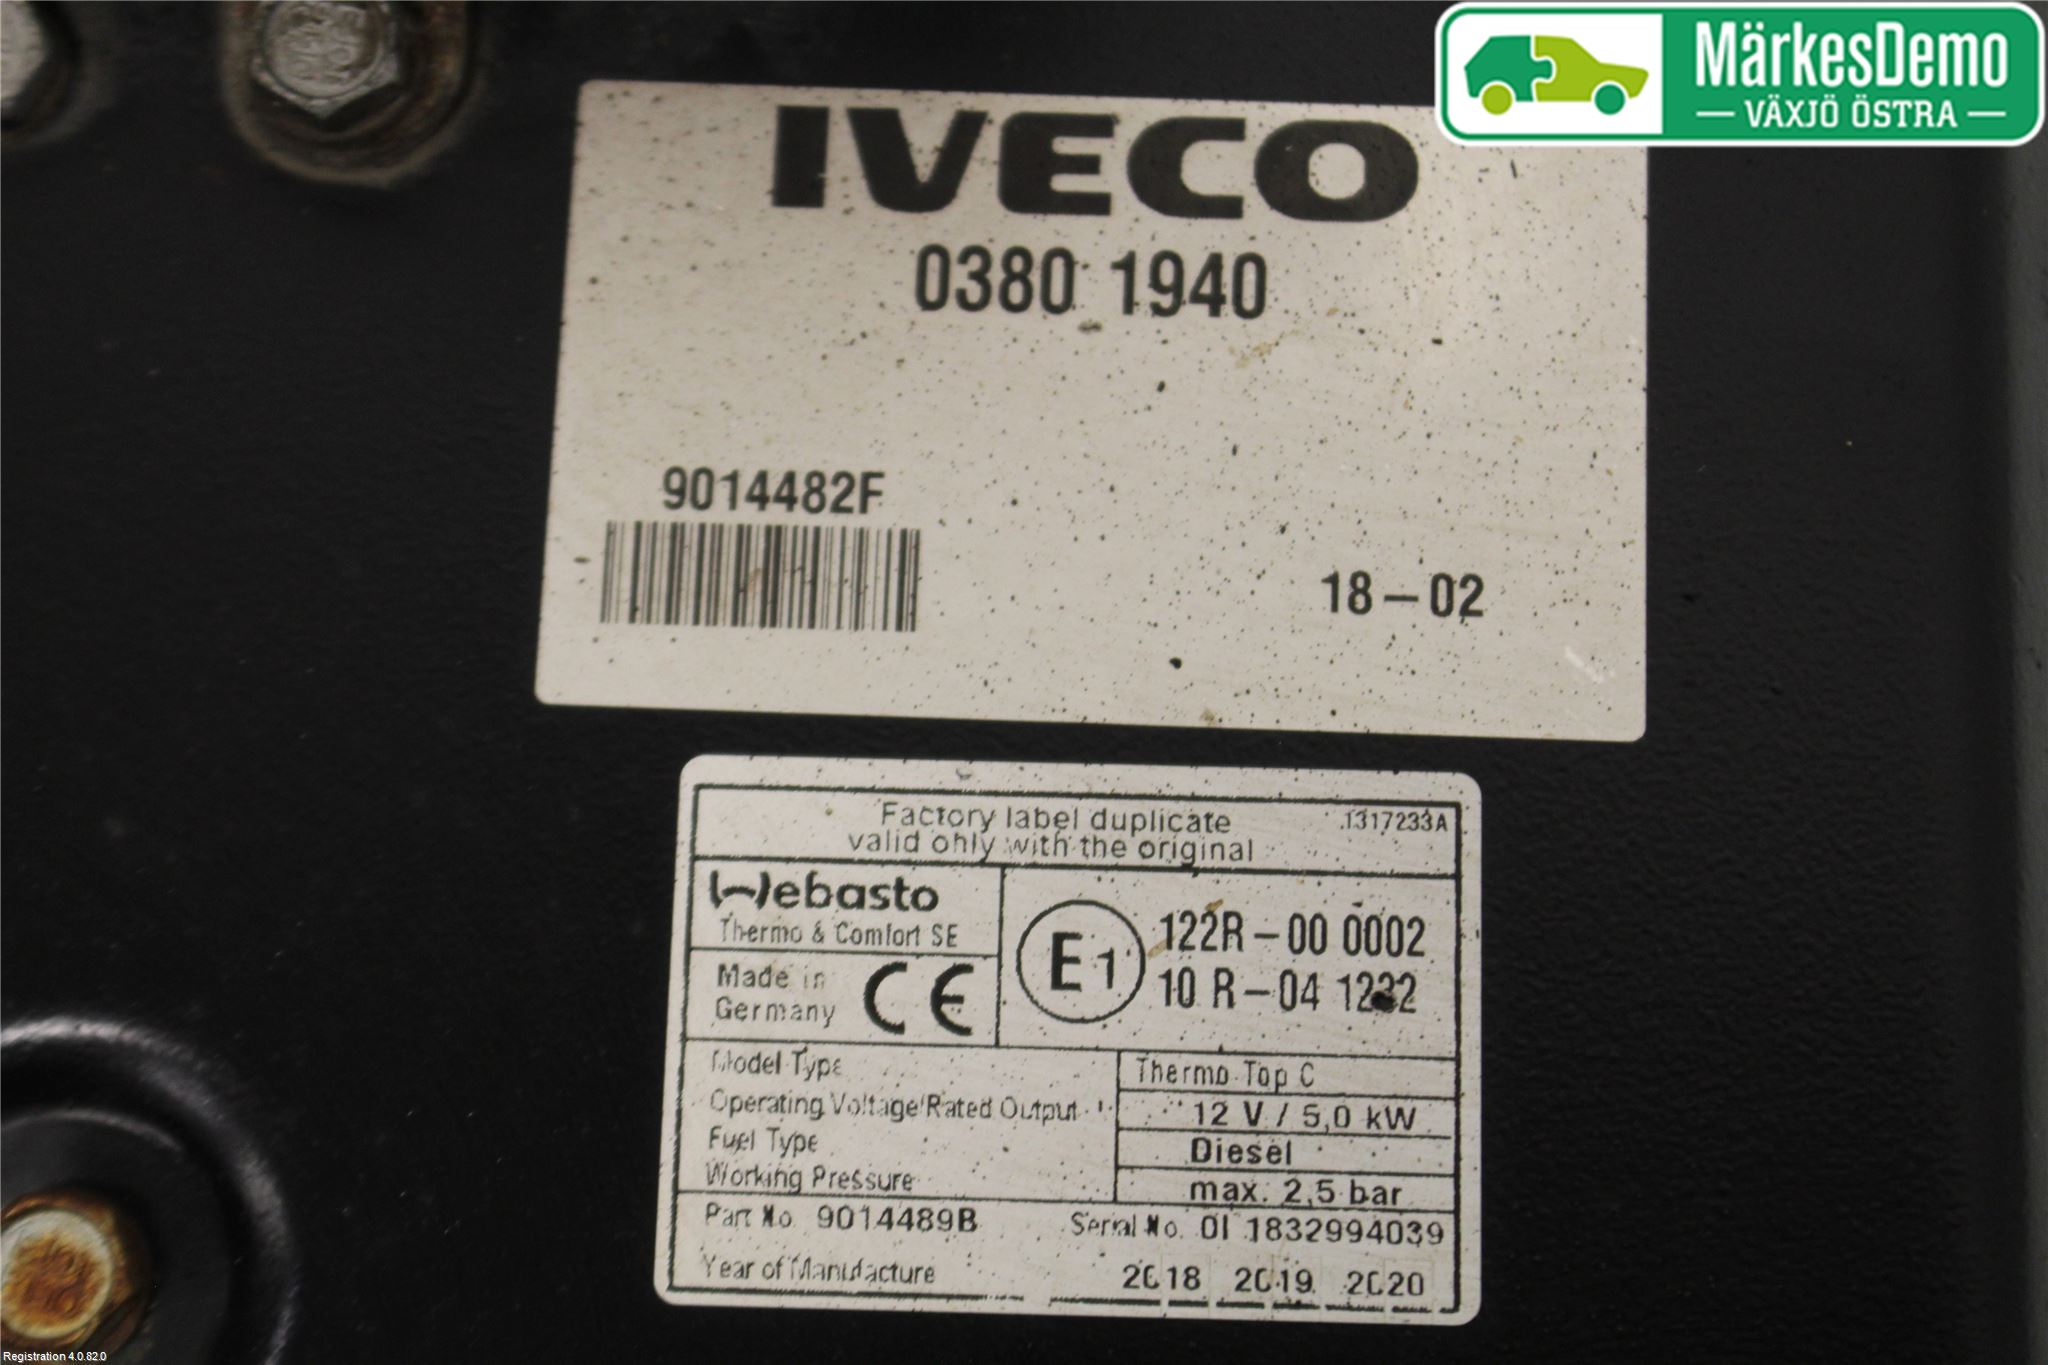 MärkesDemo
— VÄXJÖ ÖSTRA —
IVECO
0380 1940
9014482F
18-02
Factory label duplicate
valid only with the original
1317233A
Webasto
Thermo & Comfort SE
Made in
Germany
CE
E1
122R-00 0002
10 R-04 1232
Model Type
Thermo Top C
Operating Voltage/Rated Output
12 V / 5,0 kW
Fuel Type
Diesel
Working Pressure
max. 2,5 bar
Part No. 9014489B
Serial No. 01 1832994039
Year of Manufacture
2018 2019 2020
Registration 4.0.82.0